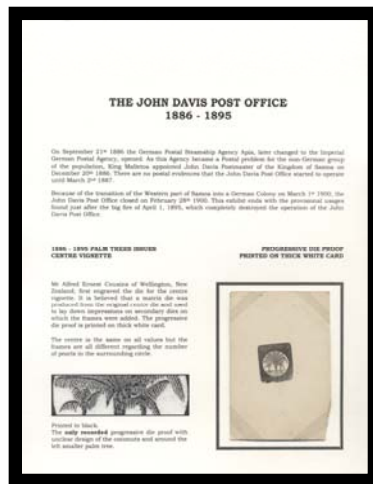 THE JOHN DAVIS POST OFFICE
1886 - 1895
On September 21st 1886 the German Postal Steamship Agency Apia, later changed to the Imperial
German Postal Agency, opened. As this Agency became a Postal problem for the non-German group
of the population, King Malietoa appointed John Davis Postmaster of the Kingdom of Samoa on
December 20th 1886. There are no postal evidences that the John Davis Post Office started to operate
until March 2nd 1887.
Because of the transition of the Western part of Samoa into a German Colony on March 1st 1900, the
John Davis Post Office closed on February 28th 1900. This exhibit ends with the provisional usages
found just after the big fire of April 1, 1895, which completely destroyed the operation of the John
Davis Post Office.
1886 - 1895 PALM TREES ISSUES
CENTRE VIGNETTE
PROGRESSIVE DIE PROOF
PRINTED ON THICK WHITE CARD
Mr Alfred Ernest Cousins of Wellington, New
Zealand, first engraved the die for the centre
vignette. It is believed that a matrix die was
produced from the original centre die and used
to lay down impressions on secondary dies on
which the frames were added. The progressive
die proof is printed on thick white card.
The centre is the same on all values but the
frames are all different regarding the number
of pearls in the surrounding circle.
Printed in black.
The only recorded progressive die proof with
unclear design of the coconuts and around the
left smaller palm tree.